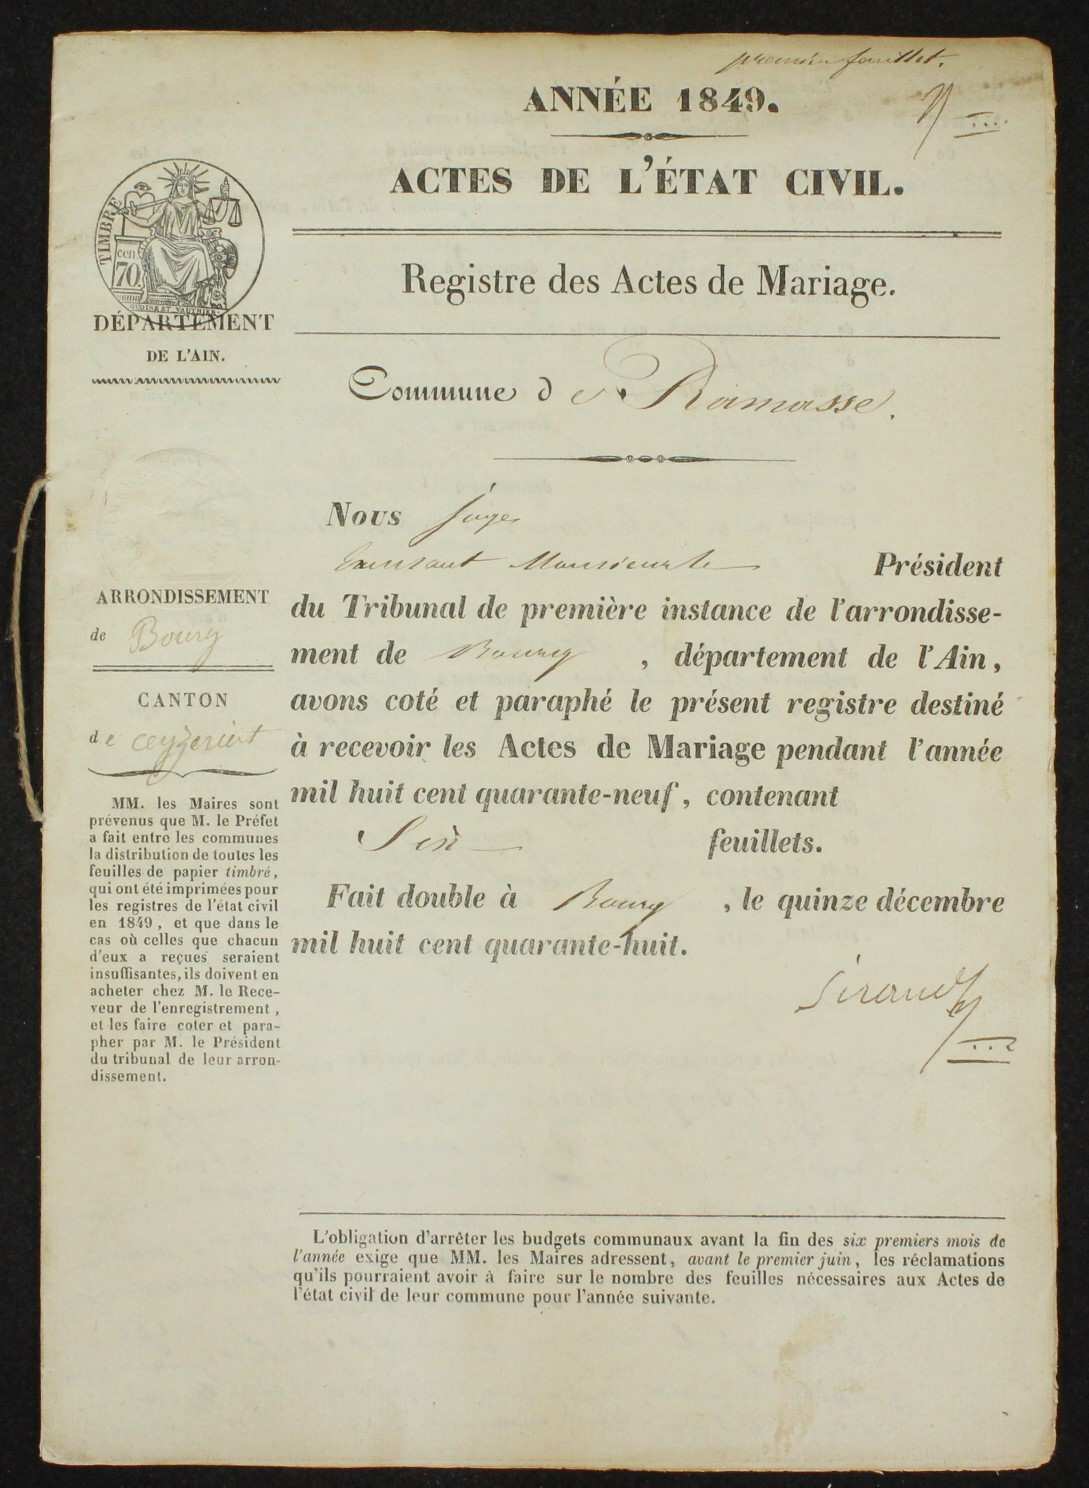 premier feuillet.
ANNÉE 1849.
ACTES DE L'ÉTAT CIVIL.
TIMBRE
70
cen
DÉPARTEMENT
DE L'AIN.
Registre des Actes de Mariage.
Commune de Ramasse.
Nous juge
Président
du Tribunal de première instance de l'arrondisse-
ment de Bourg, département de l'Ain,
avons coté et paraphé le présent registre destiné
à recevoir les Actes de Mariage pendant l'année
mil huit cent quarante-neuf, contenant
Six feuillets.
Fait double à Bourg, le quinze décembre
mil huit cent quarante-huit.
ARRONDISSEMENT
de Bourg
CANTON
de Ceyzeriat
MM. les Maires sont
prévenus que M. le Préfet
a fait entre les communes
la distribution de toutes les
feuilles de papier timbré,
qui ont été imprimées pour
les registres de l'état civil
en 1849, et que dans le
cas où celles que chacun
d'eux a reçues seraient
insuffisantes, ils doivent en
acheter chez M. le Rece-
veur de l'enregistrement,
et les faire coter et para-
pher par M. le Président
du tribunal de leur arron-
dissement.
L'obligation d'arrêter les budgets communaux avant la fin des six premiers mois de
l'année exige que MM. les Maires adressent, avant le premier juin, les réclamations
qu'ils pourraient avoir à faire sur le nombre des feuilles nécessaires aux Actes de
l'état civil de leur commune pour l'année suivante.